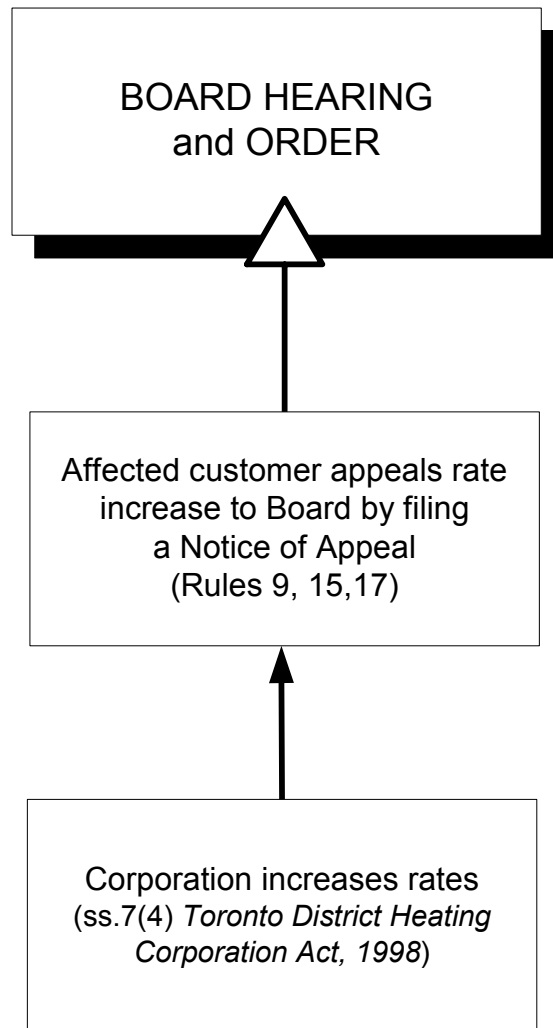 BOARD HEARING
and ORDER
Affected customer appeals rate
increase to Board by filing
a Notice of Appeal
(Rules 9, 15,17)
Corporation increases rates
(ss.7(4) Toronto District Heating
Corporation Act, 1998)